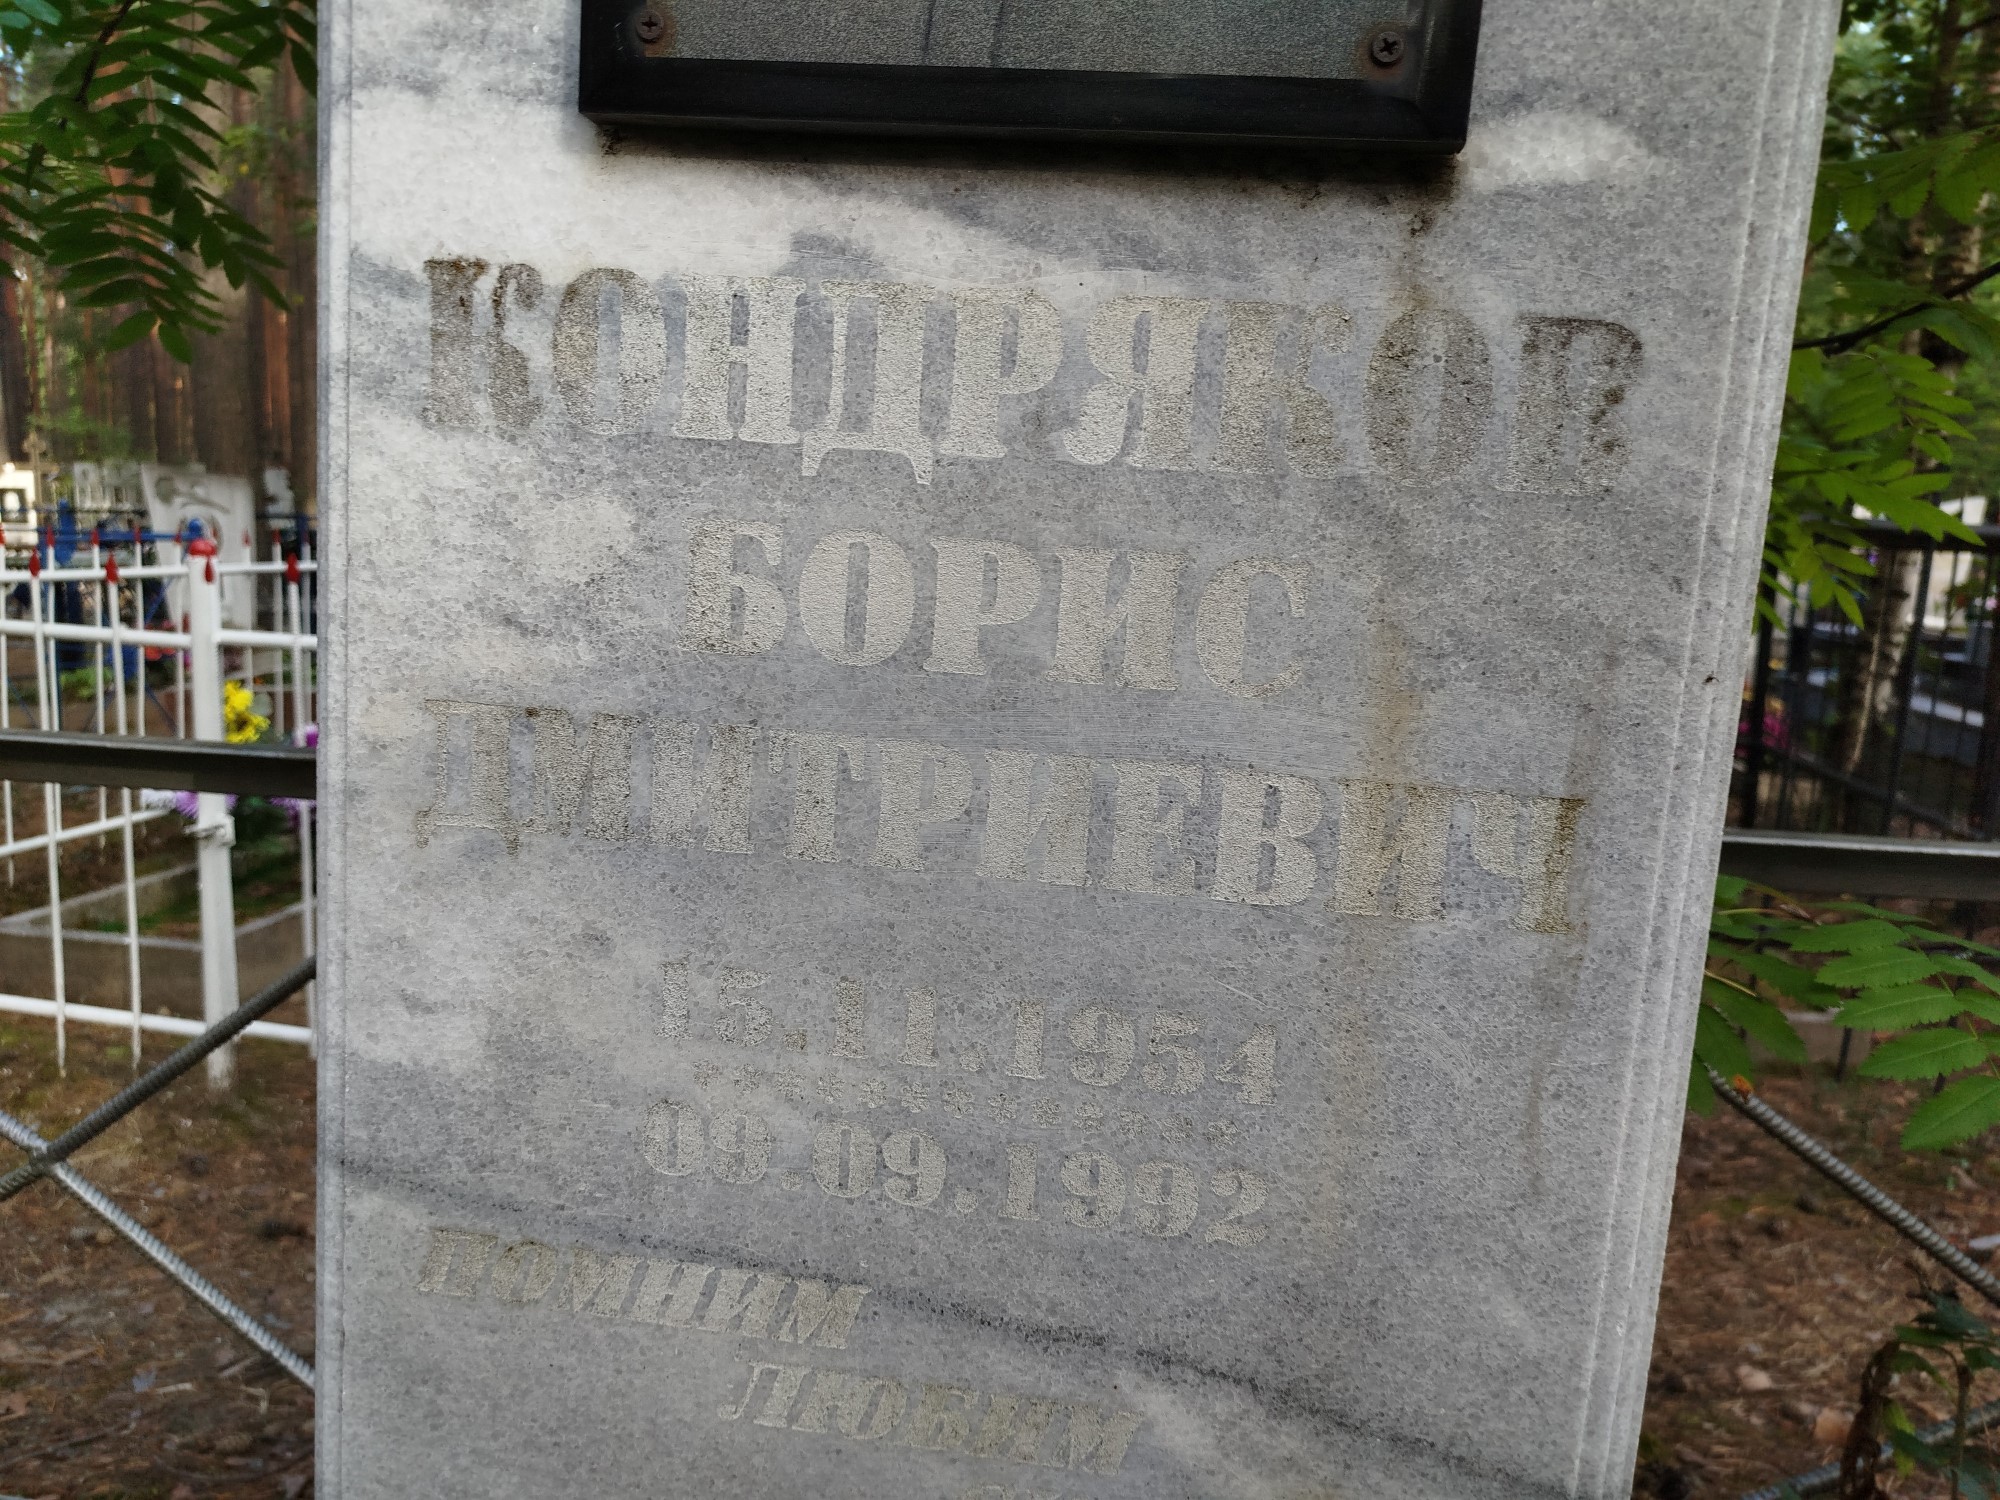 КОНДРЯКОВ
БОРИС
ДМИТРИЕВИЧ
15.11.1954
*************
09.09.1992
ПОМНИМ
ЛЮБИМ